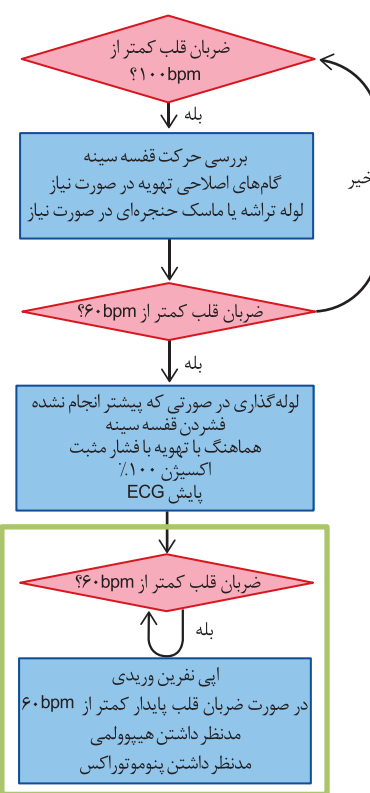 ضربان قلب کمتر از
۱۰۰bpm؟
بله
بررسی حرکت قفسه سینه
گام‌های اصلاحی تهویه در صورت نیاز
لوله تراشه یا ماسک حنجره‌ای در صورت نیاز
خیر
ضربان قلب کمتر از ۶۰bpm؟
بله
لوله‌گذاری در صورتی که پیشتر انجام نشده
فشردن قفسه سینه
هماهنگ با تهویه با فشار مثبت
اکسیژن ۱۰۰٪
پایش ECG
ضربان قلب کمتر از ۶۰bpm؟
بله
اپی نفرین وریدی
در صورت ضربان قلب پایدار کمتر از ۶۰bpm
مدنظر داشتن هیپوولمی
مدنظر داشتن پنوموتوراکس